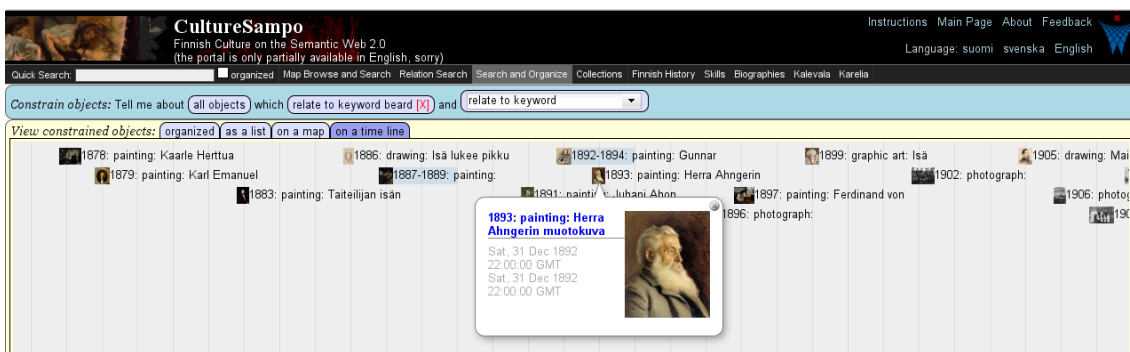 CultureSampo
Finnish Culture on the Semantic Web 2.0
(the portal is only partially available in English, sorry)
Instructions Main Page About Feedback
Language: suomi svenska English
Quick Search: organized Map Browse and Search Relation Search Search and Organize Collections Finnish History Skills Biographies Kalevala Karelia
Constrain objects: Tell me about all objects which relate to keyword beard [X] and relate to keyword
View constrained objects: organized as a list on a map on a time line
1878: painting: Kaarle Herttua 1886: drawing: Isä lukee pikku 1892-1894: painting: Gunnar 1899: graphic art: Isä 1905: drawing: Mai
1879: painting: Karl Emanuel 1887-1889: painting: 1893: painting: Herra Ahngerin 1902: photograph:
1883: painting: Taiteilijan isän 1891: painting: Juhani Ahon 1897: painting: Ferdinand von 1906: photog
1896: photograph: 190
1893: painting: Herra
Ahngerin muotokuva
Sat, 31 Dec 1892
22:00:00 GMT
Sat, 31 Dec 1892
22:00:00 GMT